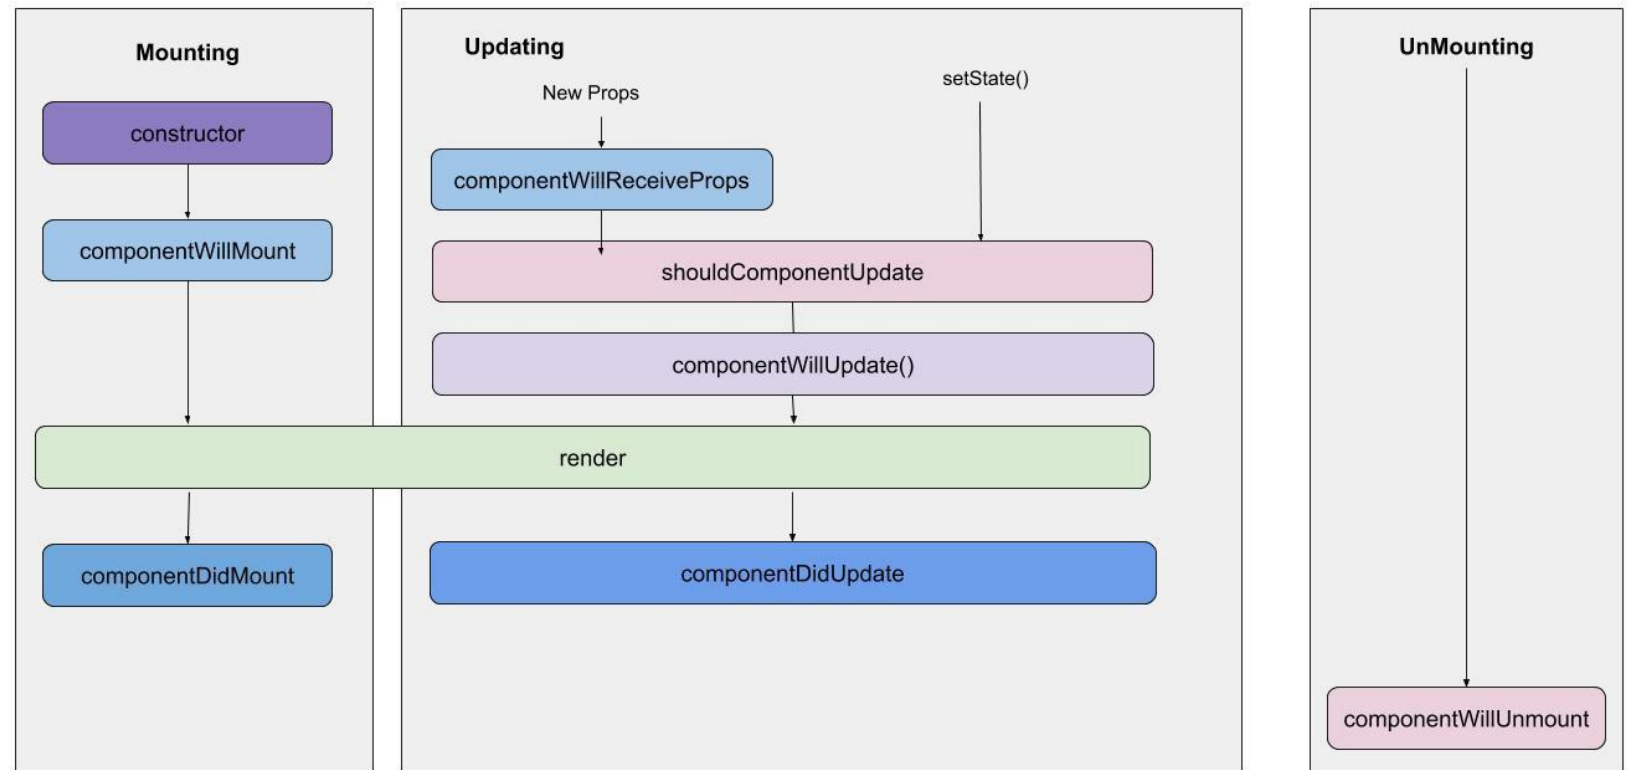 Mounting
constructor
componentWillMount
Updating
New Props
setState()
componentWillReceiveProps
shouldComponentUpdate
componentWillUpdate()
render
componentDidMount
componentDidUpdate
UnMounting
componentWillUnmount